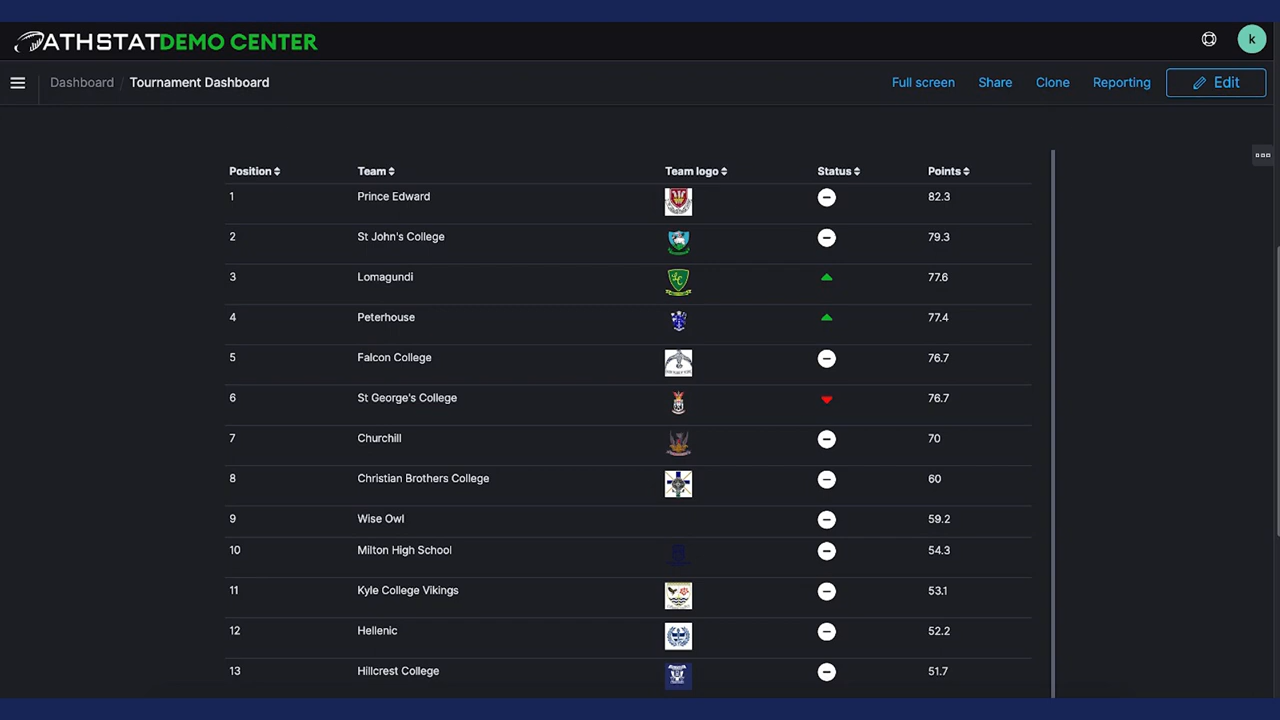 ATHSTATDEMO CENTER
k
Dashboard / Tournament Dashboard
Full screen Share Clone Reporting Edit
Position Team Team logo Status Points
1 Prince Edward 82.3
2 St John's College 79.3
3 Lomagundi 77.6
4 Peterhouse 77.4
5 Falcon College 76.7
6 St George's College 76.7
7 Churchill 70
8 Christian Brothers College 60
9 Wise Owl 59.2
10 Milton High School 54.3
11 Kyle College Vikings 53.1
12 Hellenic 52.2
13 Hillcrest College 51.7